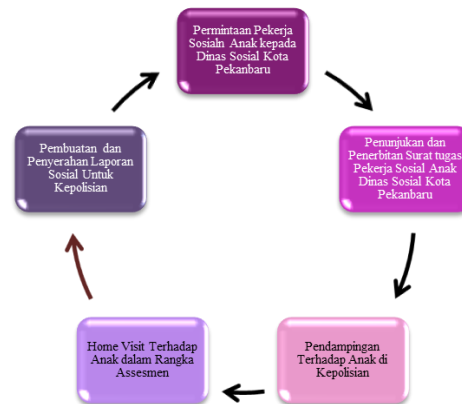 Permintaan Pekerja
Sosialn Anak kepada
Dinas Sosial Kota
Pekanbaru
Penunjukan dan
Penerbitan Surat tugas
Pekerja Sosial Anak
Dinas Sosial Kota
Pekanbaru
Pendampingan
Terhadap Anak di
Kepolisian
Home Visit Terhadap
Anak dalam Rangka
Assesmen
Pembuatan dan
Penyerahan Laporan
Sosial Untuk
Kepolisian